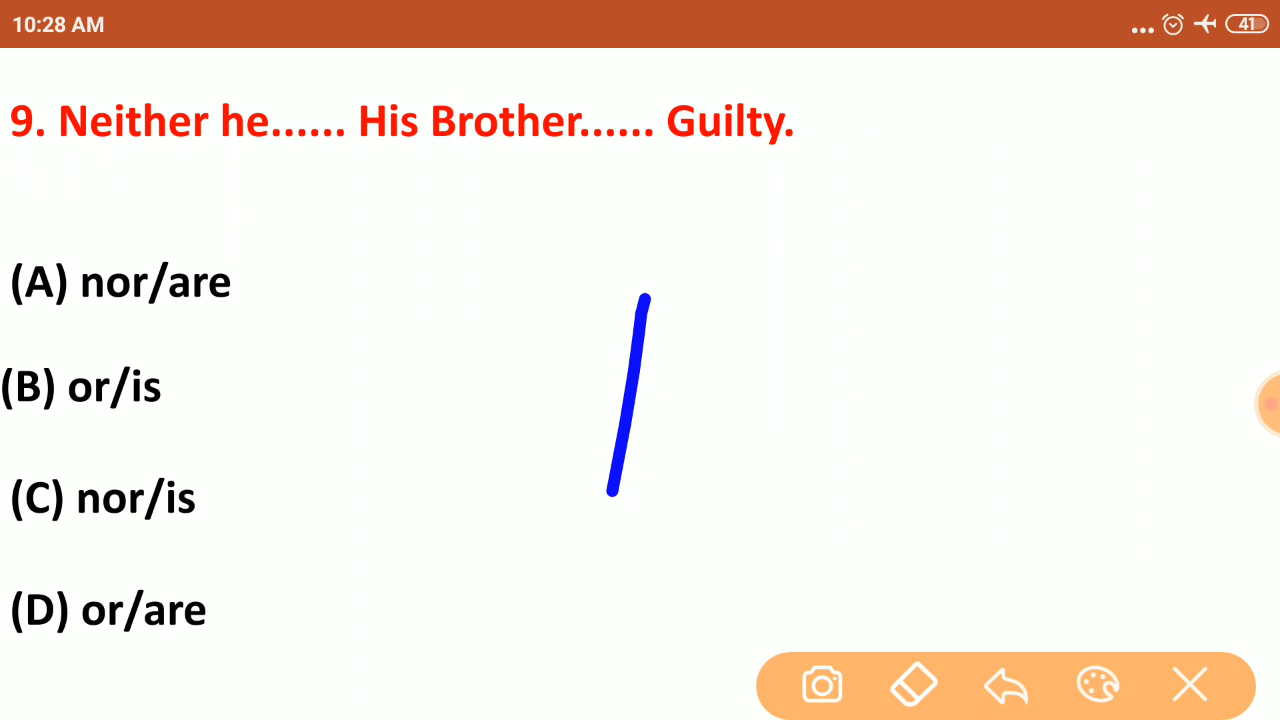 10:28 AM
41
9. Neither he...... His Brother...... Guilty.
(A) nor/are
(B) or/is
(C) nor/is
(D) or/are